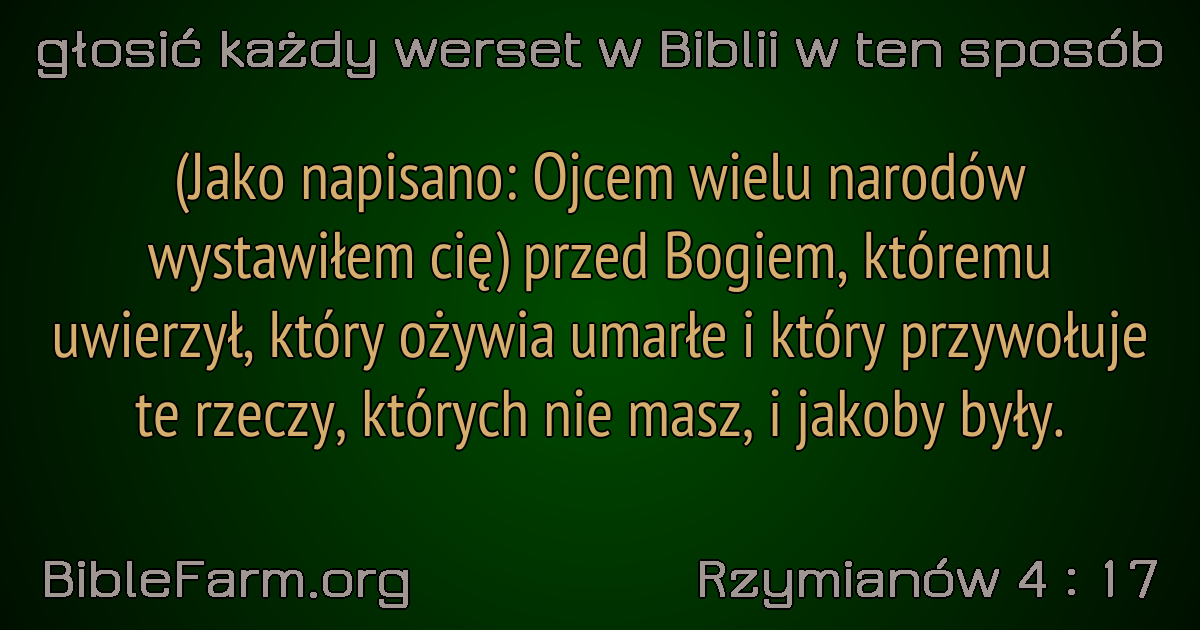 głosić każdy werset w Biblii w ten sposób
(Jako napisano: Ojcem wielu narodów
wystawiłem cię) przed Bogiem, któremu
uwierzył, który ożywia umarłe i który przywołuje
te rzeczy, których nie masz, i jakoby były.
BibleFarm.org
Rzymianów 4 : 17